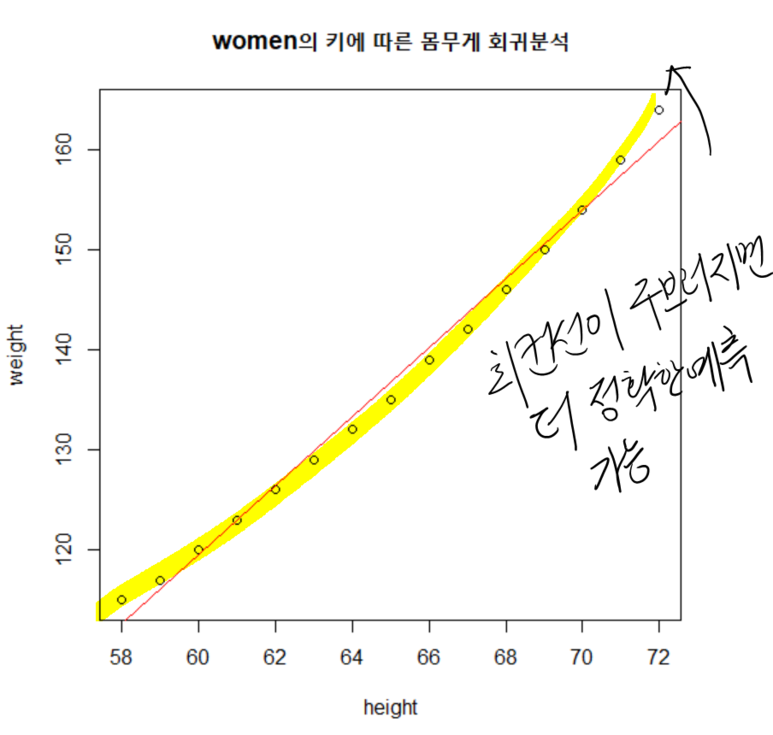 women의 키에 따른 몸무게 회귀분석
160
150
140
130
120
weight
58 60 62 64 66 68 70 72
height
회귀선이 구부러지면
더 정확한 예측
가능